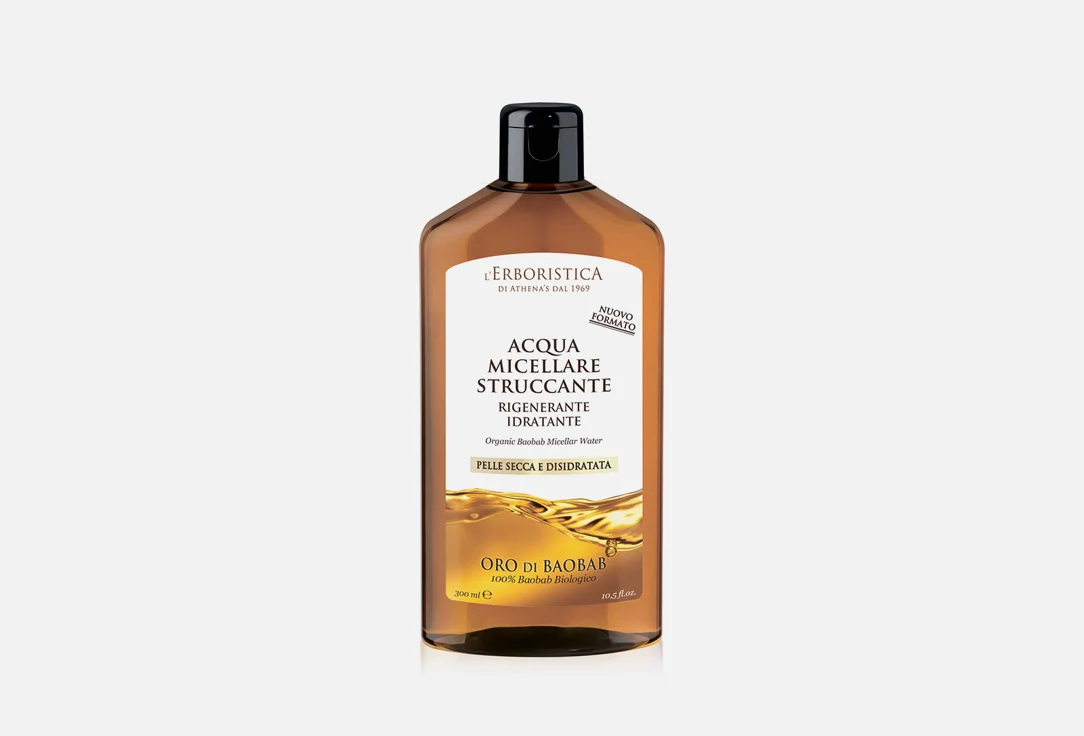 L'ERBORISTICA
DI ATHENA'S DAL 1969
NUOVO
FORMATO
ACQUA
MICELLARE
STRUCCANTE
RIGENERANTE
IDRATANTE
Organic Baobab Micellar Water
PELLE SECCA E DISIDRATATA
ORO DI BAOBAB
100% Baobab Biologico
300 ml ℮
10.5 fl.oz.